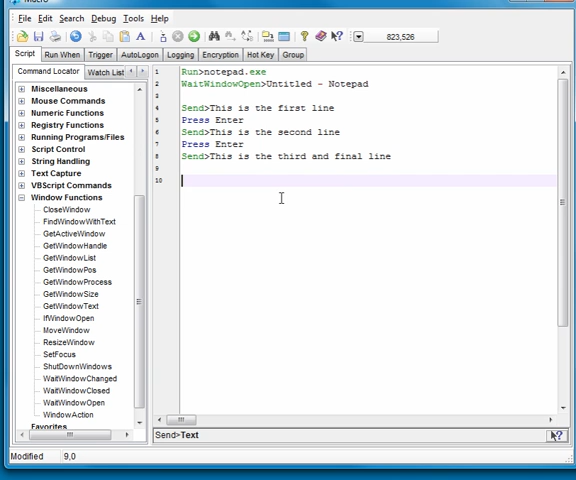 Macro
File Edit Search Debug Tools Help
823,526
Script Run When Trigger AutoLogon Logging Encryption Hot Key Group
Command Locator Watch List
Miscellaneous
Mouse Commands
Numeric Functions
Registry Functions
Running Programs/Files
Script Control
String Handling
Text Capture
VBScript Commands
Window Functions
CloseWindow
FindWindowWithText
GetActiveWindow
GetWindowHandle
GetWindowList
GetWindowPos
GetWindowProcess
GetWindowSize
GetWindowText
IfWindowOpen
MoveWindow
ResizeWindow
SetFocus
ShutDownWindows
WaitWindowChanged
WaitWindowClosed
WaitWindowOpen
WindowAction
Favorites
1 Run>notepad.exe
2 WaitWindowOpen>Untitled - Notepad
3
4 Send>This is the first line
5 Press Enter
6 Send>This is the second line
7 Press Enter
8 Send>This is the third and final line
9
10
Send>Text
Modified 9,0